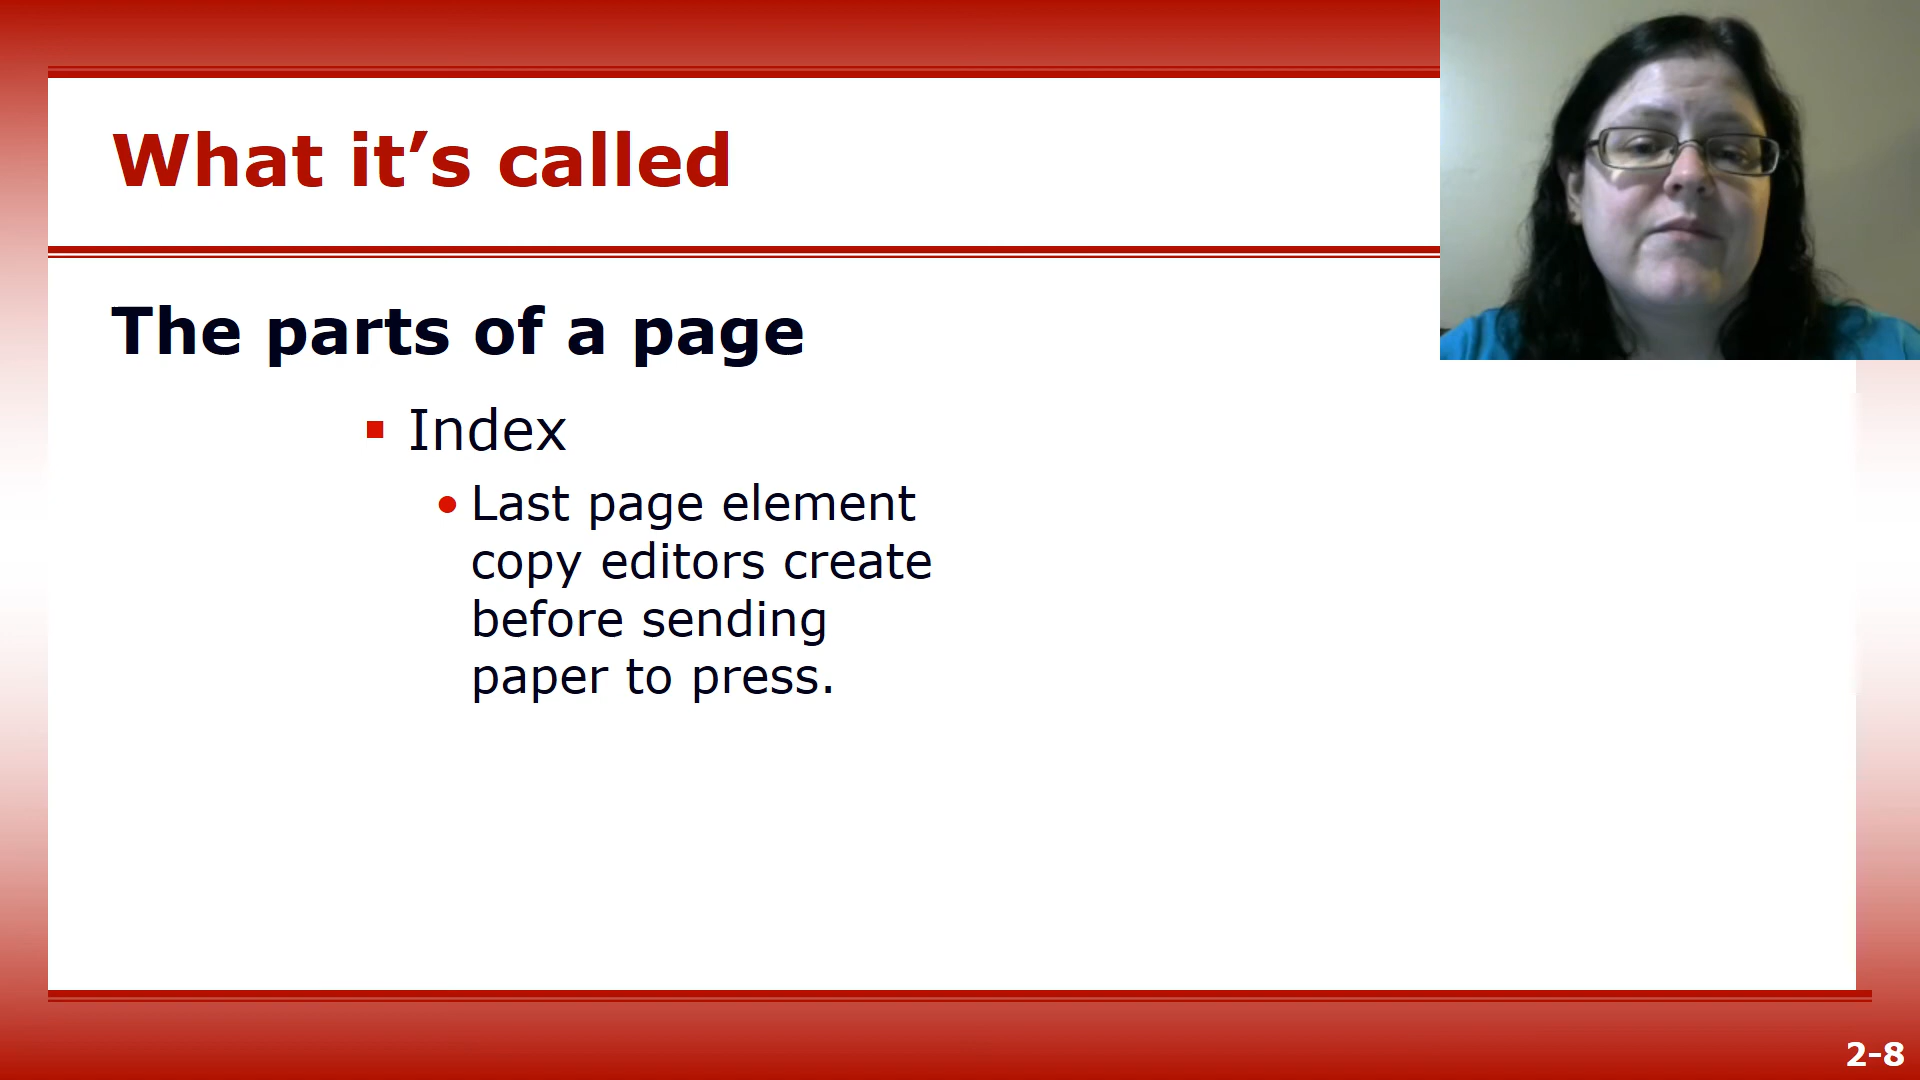 What it’s called
The parts of a page
Index
Last page element
copy editors create
before sending
paper to press.
2-8